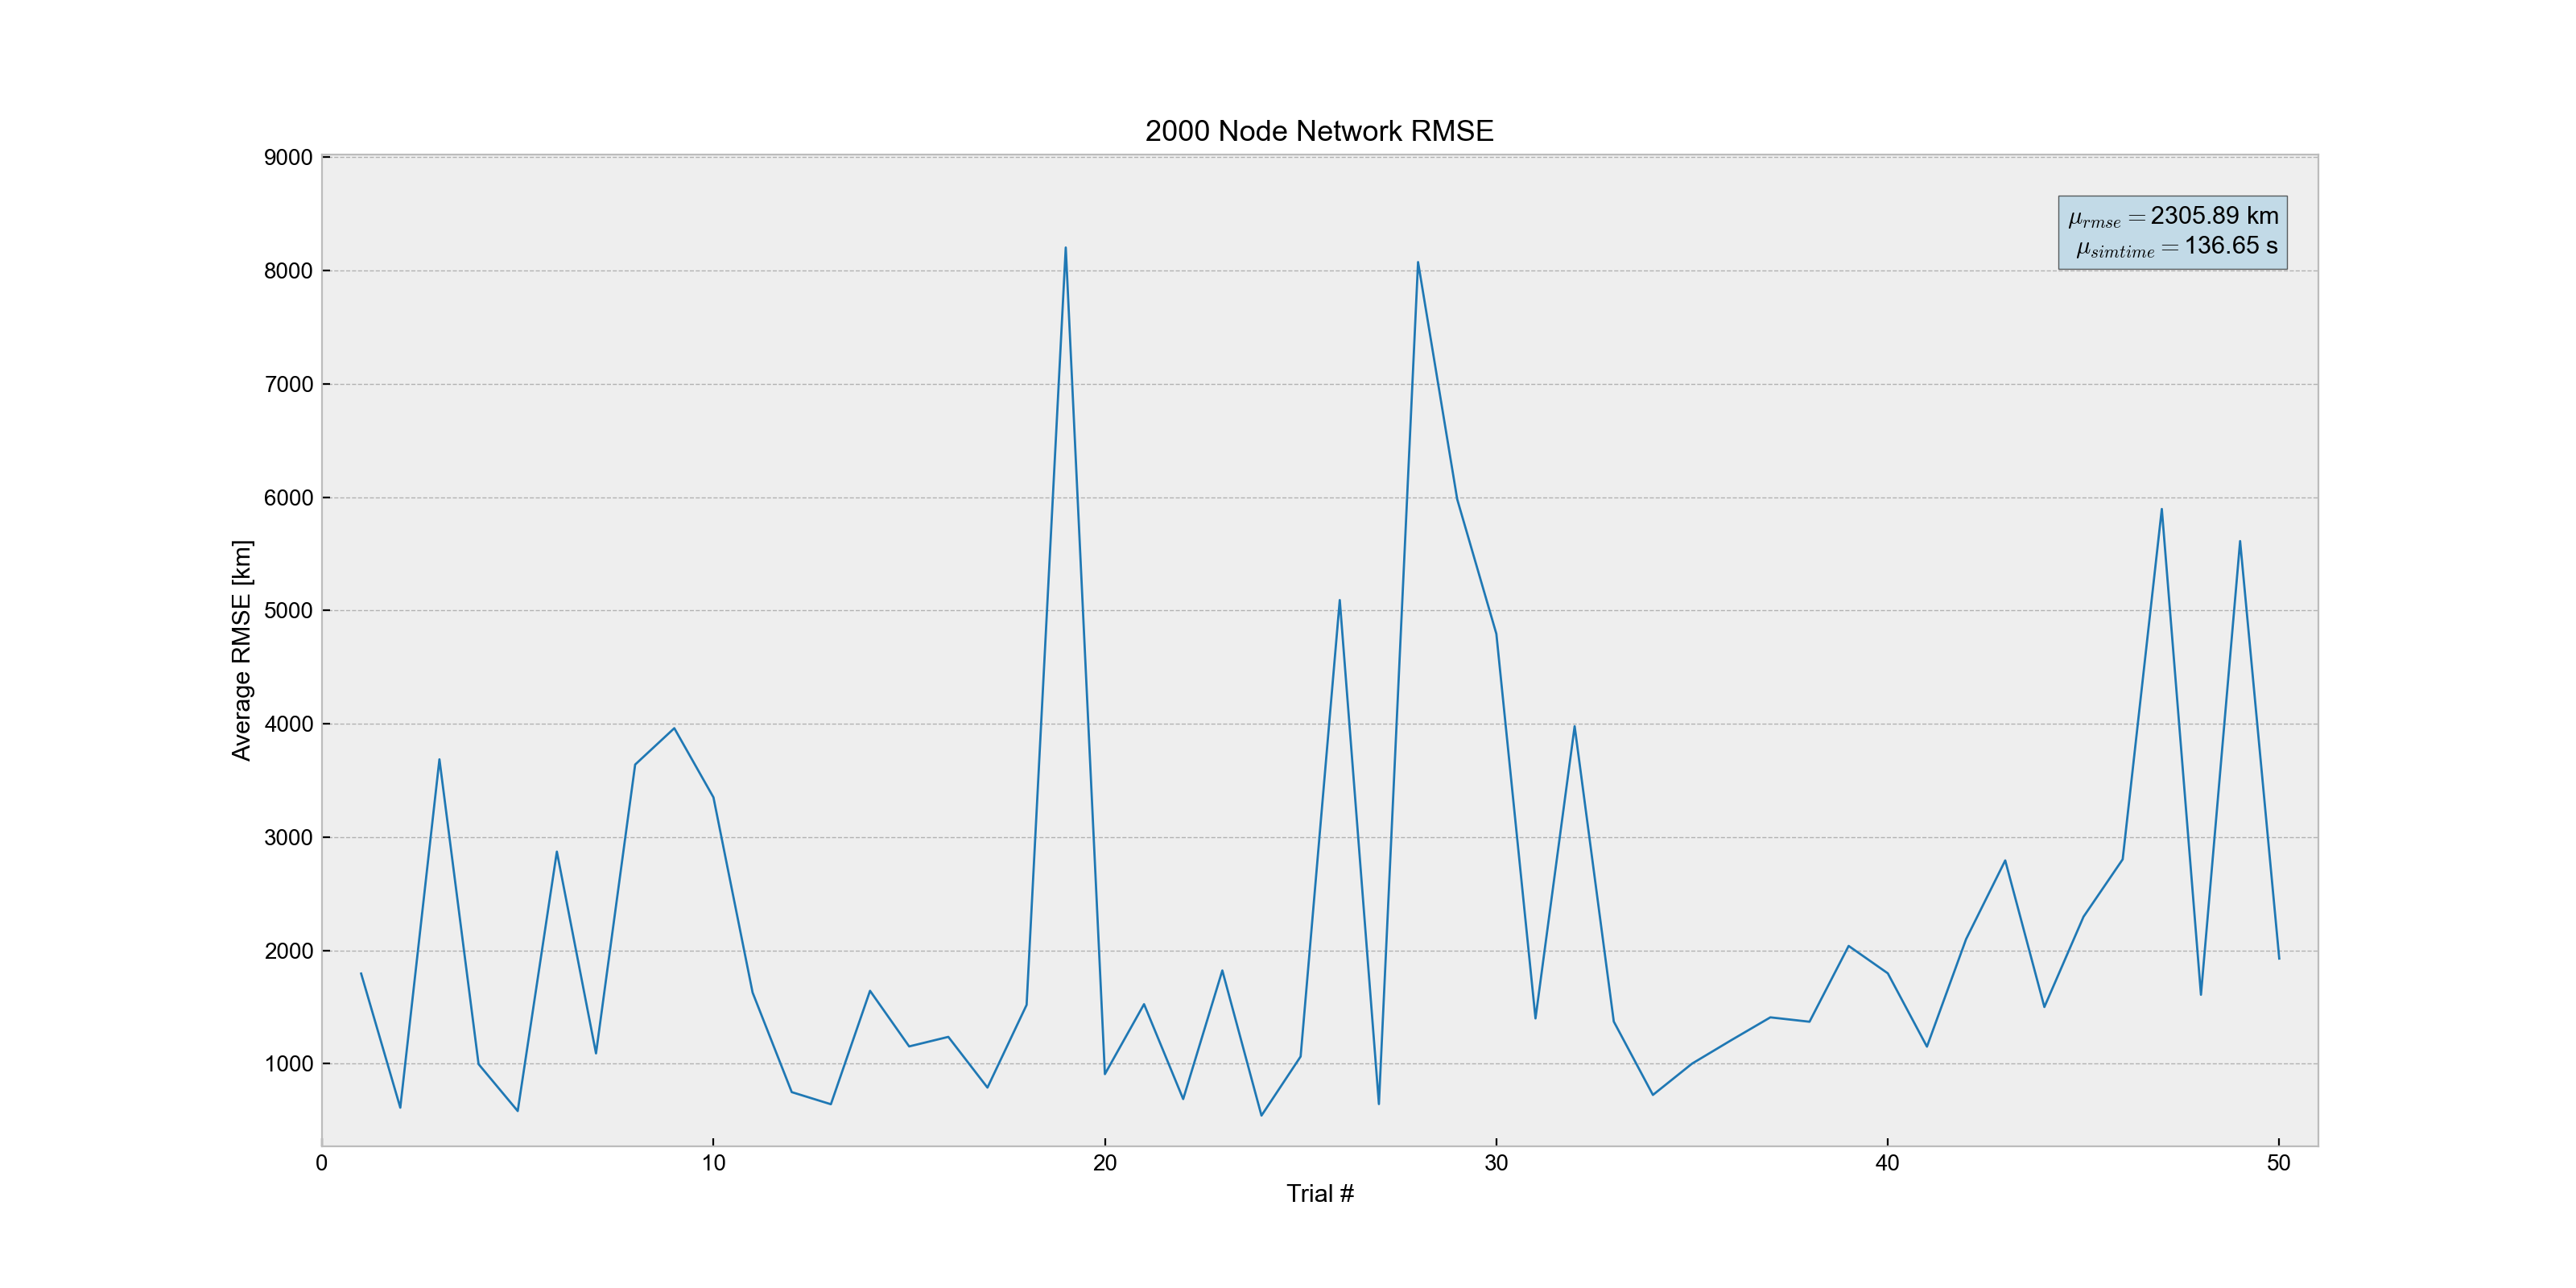 2000 Node Network RMSE
9000
8000
7000
6000
5000
4000
3000
2000
1000
Average RMSE [km]
μrmse = 2305.89 km
μsimtime = 136.65 s
0 10 20 30 40 50
Trial #